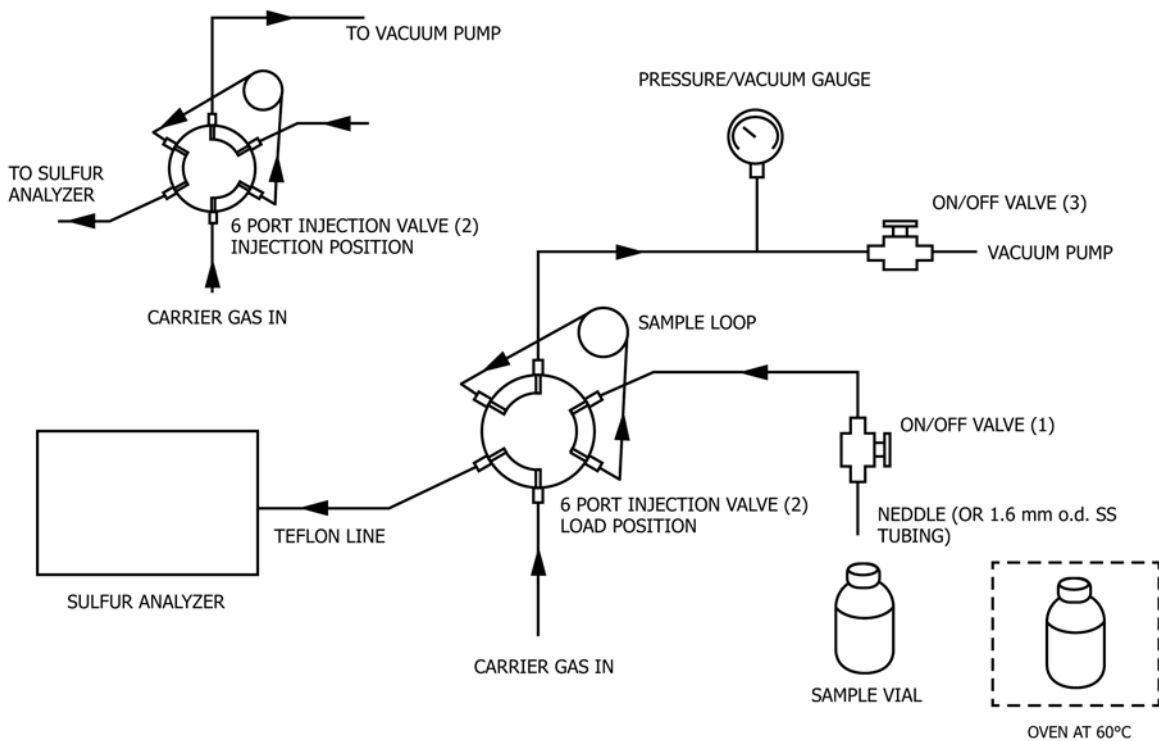 TO VACUUM PUMP
TO SULFUR
ANALYZER
6 PORT INJECTION VALVE (2)
INJECTION POSITION
CARRIER GAS IN
PRESSURE/VACUUM GAUGE
ON/OFF VALVE (3)
VACUUM PUMP
SAMPLE LOOP
ON/OFF VALVE (1)
6 PORT INJECTION VALVE (2)
LOAD POSITION
TEFLON LINE
NEDDLE (OR 1.6 mm o.d. SS
TUBING)
SULFUR ANALYZER
CARRIER GAS IN
SAMPLE VIAL
OVEN AT 60°C